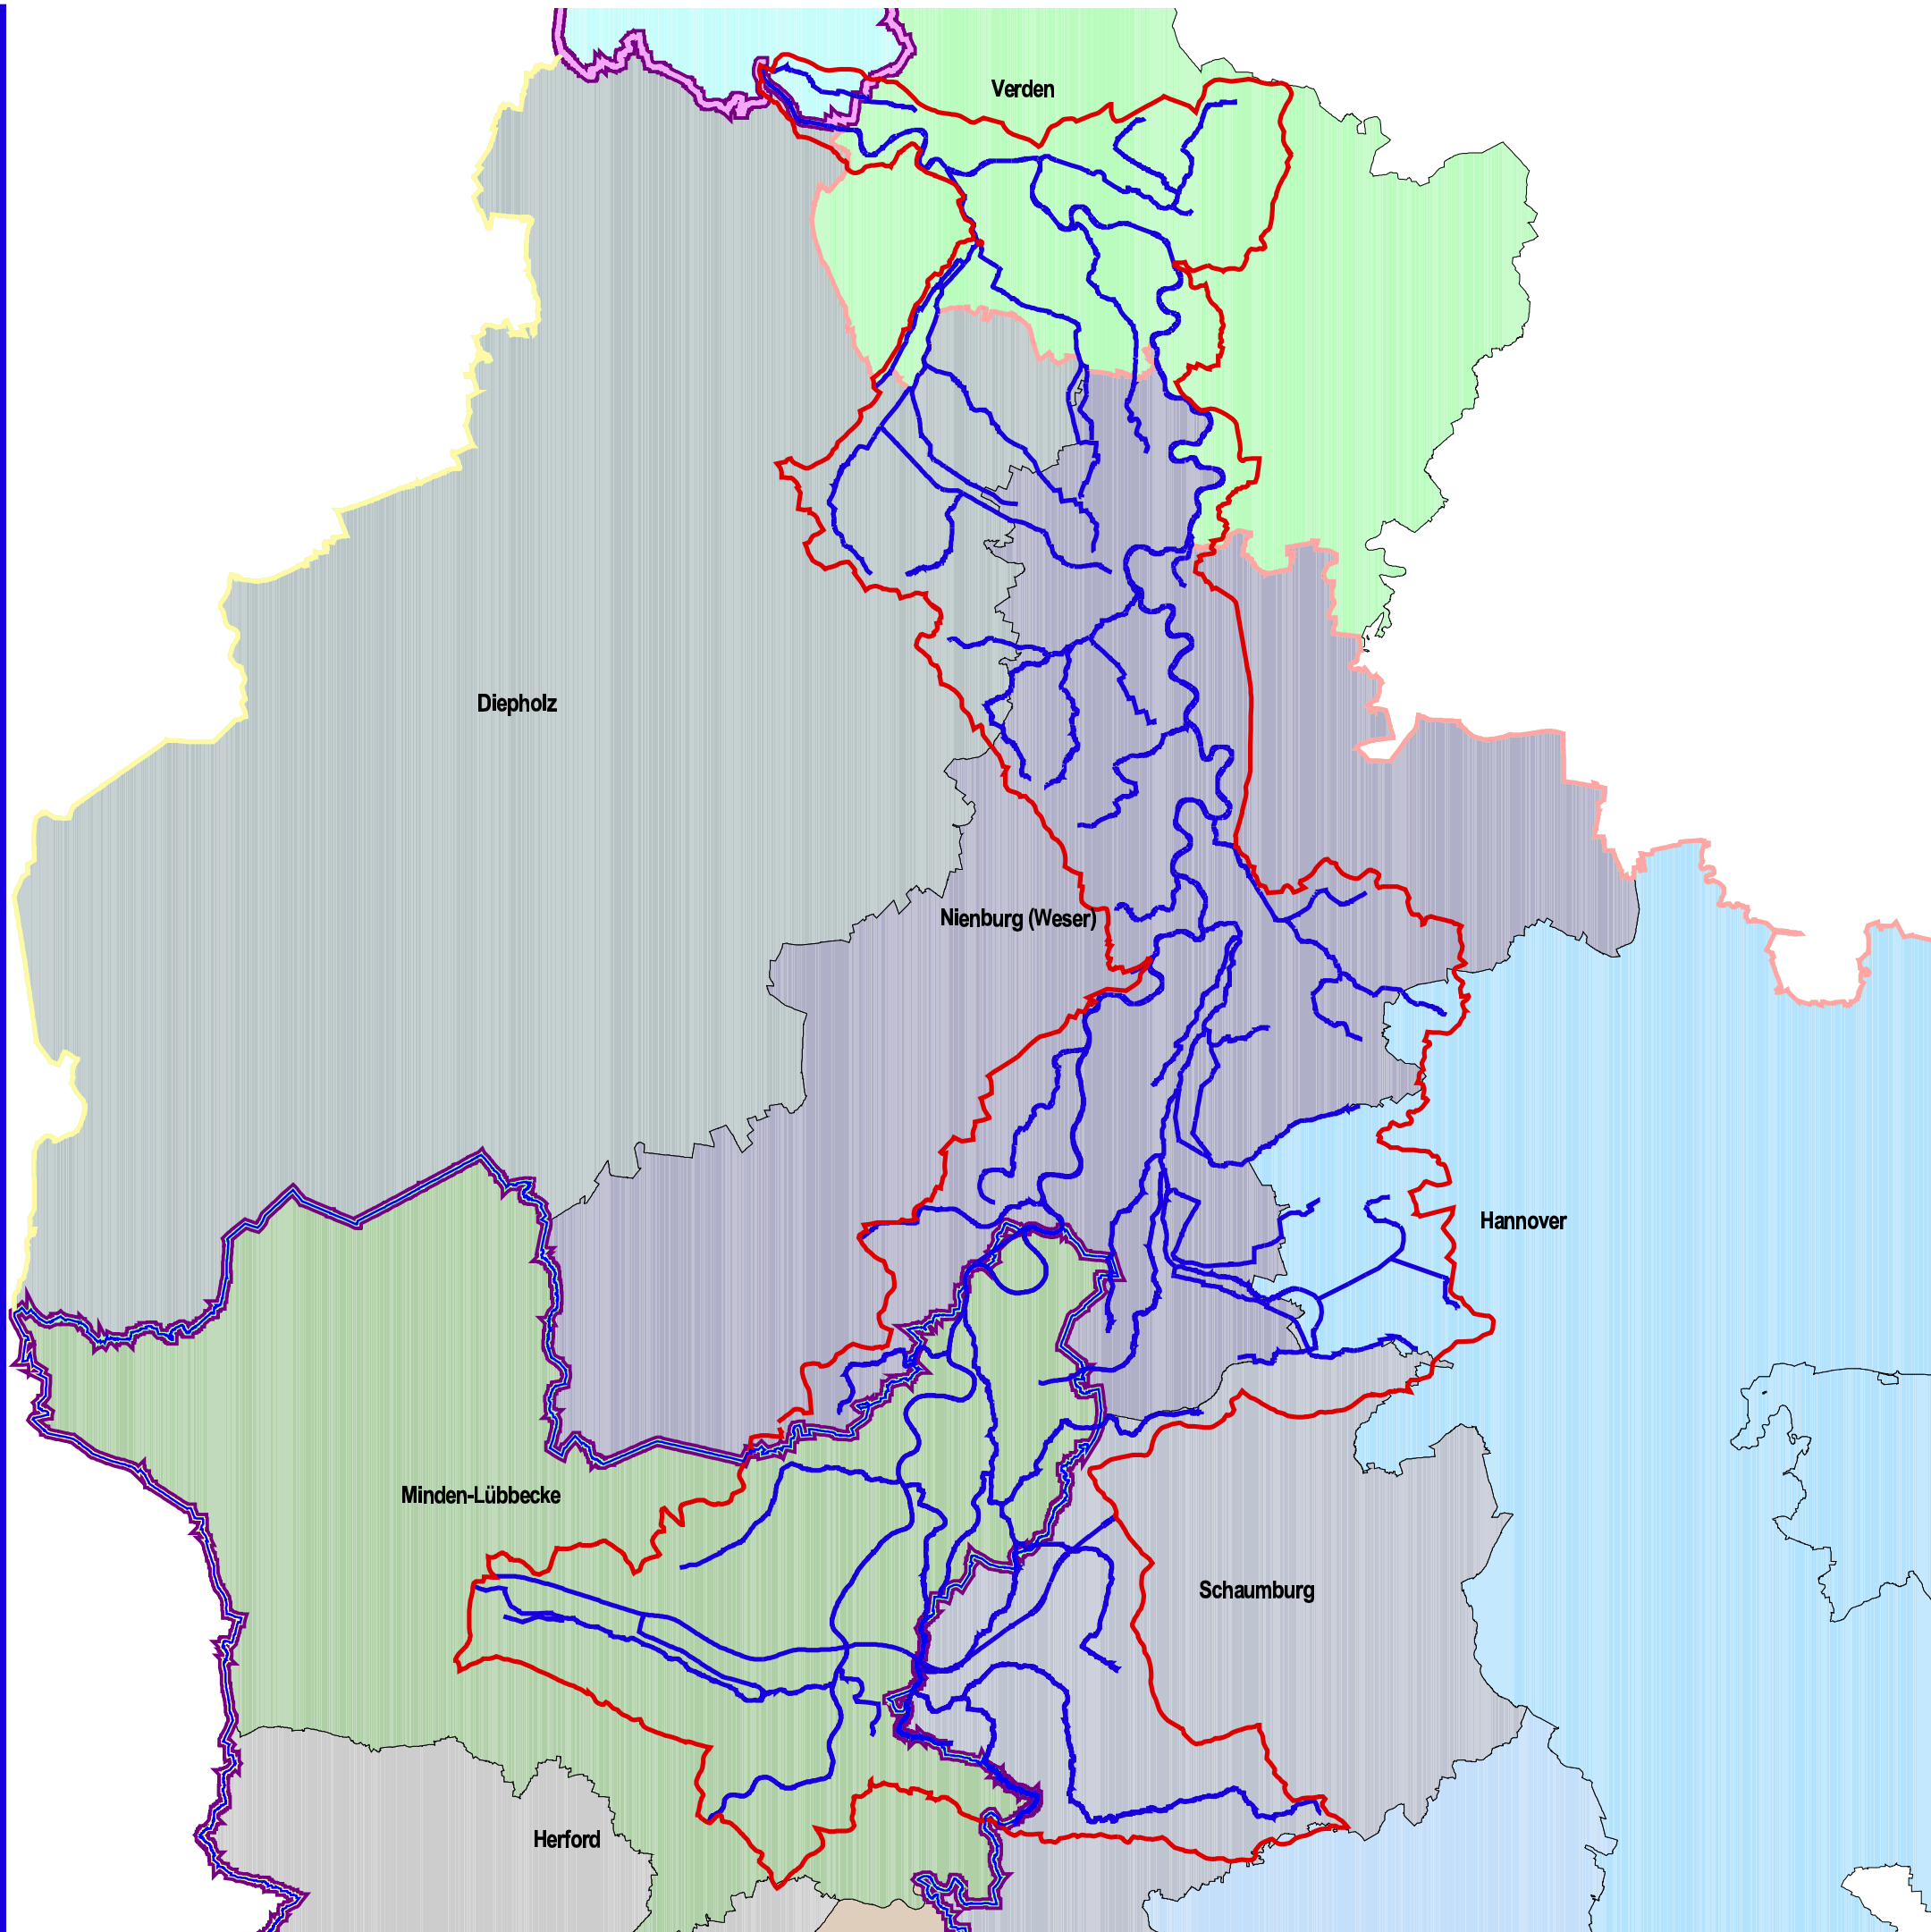 Verden
Diepholz
Nienburg (Weser)
Hannover
Minden-Lübbecke
Schaumburg
Herford